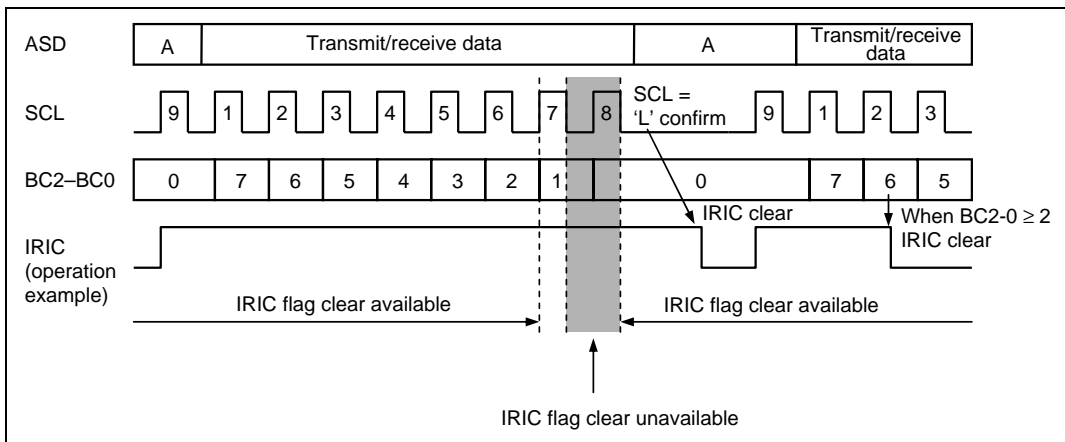 ASD
A
Transmit/receive data
A
Transmit/receive
data
SCL
9 1 2 3 4 5 6 7 8
SCL =
‘L’ confirm
9 1 2 3
BC2–BC0
0 7 6 5 4 3 2 1 0 7 6 5
IRIC
(operation
example)
IRIC clear
When BC2-0 ≥ 2
IRIC clear
IRIC flag clear available
IRIC flag clear available
IRIC flag clear unavailable